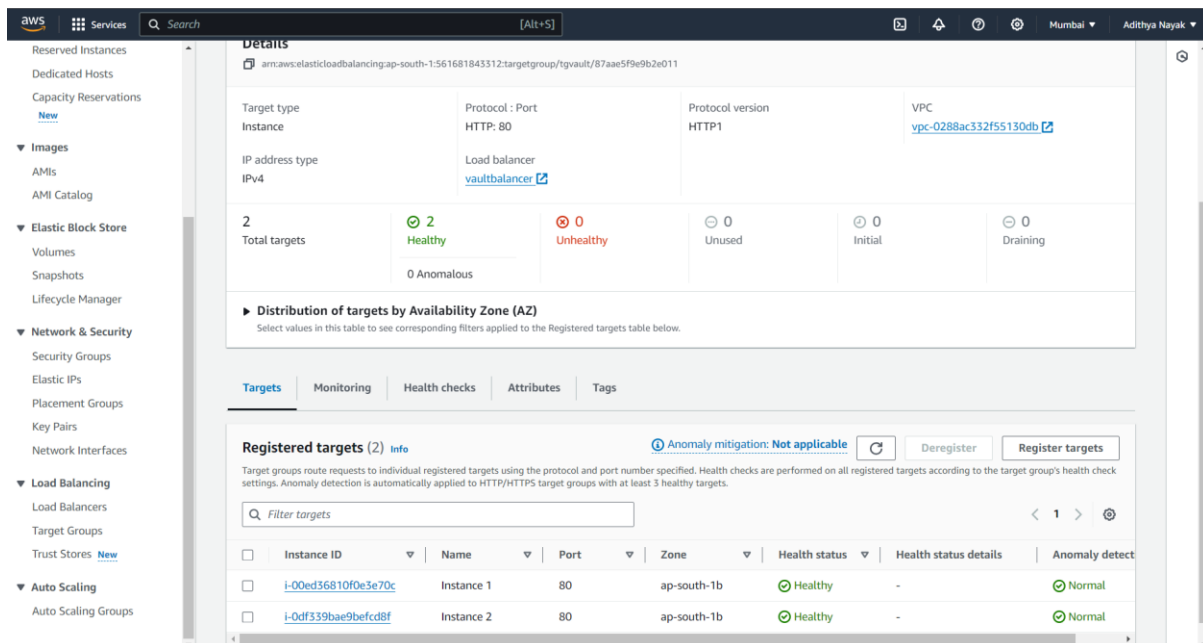 aws Services Search [Alt+S] Mumbai Adithya Nayak
Reserved Instances
Dedicated Hosts
Capacity Reservations
New
Images
AMIs
AMI Catalog
Elastic Block Store
Volumes
Snapshots
Lifecycle Manager
Network & Security
Security Groups
Elastic IPs
Placement Groups
Key Pairs
Network Interfaces
Load Balancing
Load Balancers
Target Groups
Trust Stores New
Auto Scaling
Auto Scaling Groups
Details
arn:aws:elasticloadbalancing:ap-south-1:561681843312:targetgroup/tgvault/87aae5f9e9b2e011
Target type Protocol : Port Protocol version VPC
Instance HTTP: 80 HTTP1 vpc-0288ac332f55130db
IP address type Load balancer
IPv4 vaultbalancer
2 2 0 0 0 0
Total targets Healthy Unhealthy Unused Initial Draining
0 Anomalous
Distribution of targets by Availability Zone (AZ)
Select values in this table to see corresponding filters applied to the Registered targets table below.
Targets Monitoring Health checks Attributes Tags
Registered targets (2) Info Anomaly mitigation: Not applicable Deregister Register targets
Target groups route requests to individual registered targets using the protocol and port number specified. Health checks are performed on all registered targets according to the target group's health check
settings. Anomaly detection is automatically applied to HTTP/HTTPS target groups with at least 3 healthy targets.
Filter targets 1
Instance ID Name Port Zone Health status Health status details Anomaly detect
i-00ed36810f0e3e70c Instance 1 80 ap-south-1b Healthy - Normal
i-0df339bae9befcd8f Instance 2 80 ap-south-1b Healthy - Normal